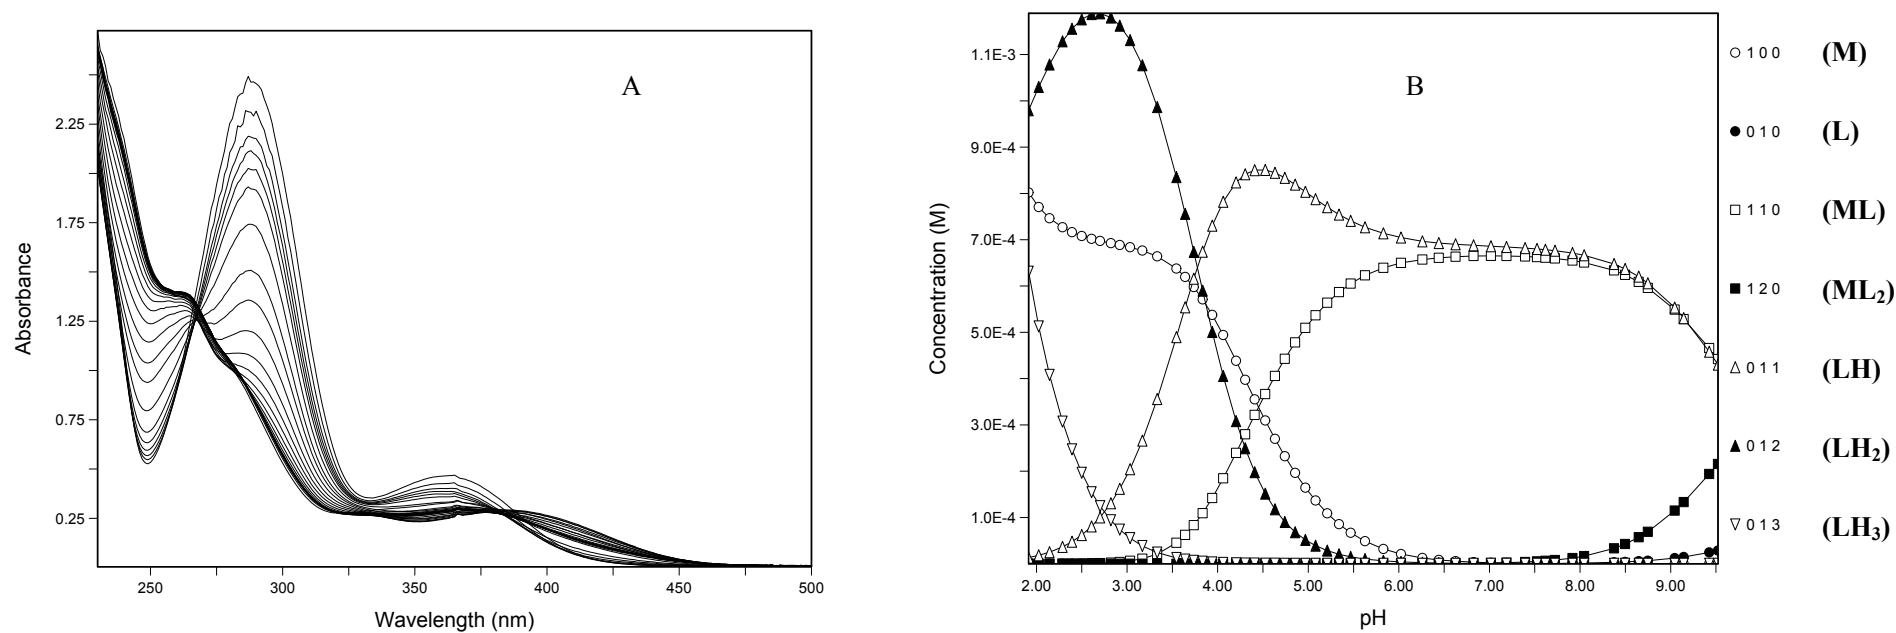 A
2.25
1.75
1.25
0.75
0.25
Absorbance
250
300
350
400
450
500
Wavelength (nm)
B
1.1E-3
9.0E-4
7.0E-4
5.0E-4
3.0E-4
1.0E-4
Concentration (M)
2.00
3.00
4.00
5.00
6.00
7.00
8.00
9.00
pH
1 0 0 (M)
0 1 0 (L)
1 1 0 (ML)
1 2 0 (ML₂)
0 1 1 (LH)
0 1 2 (LH₂)
0 1 3 (LH₃)